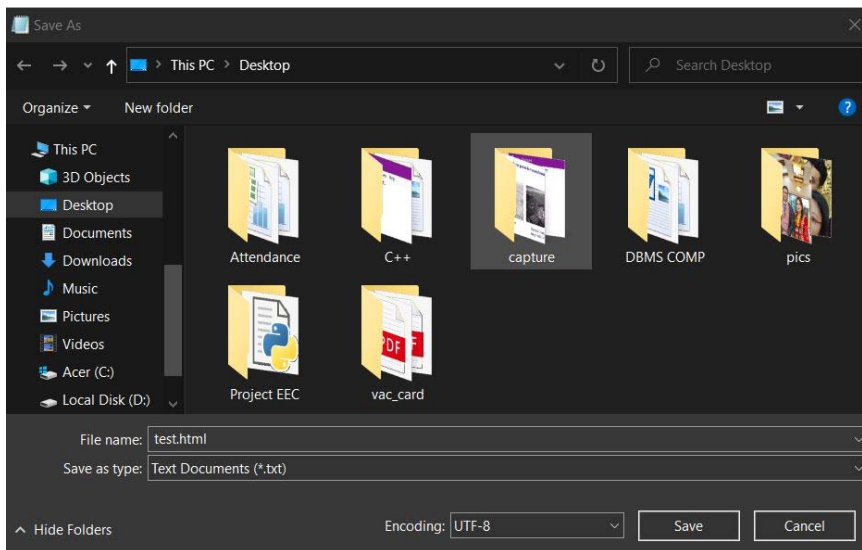 Save As
This PC > Desktop
Search Desktop
Organize
New folder
This PC
3D Objects
Desktop
Documents
Downloads
Music
Pictures
Videos
Acer (C:)
Local Disk (D:)
Attendance
C++
capture
DBMS COMP
pics
Project EEC
vac_card
PDF
File name: test.html
Save as type: Text Documents (*.txt)
Hide Folders
Encoding: UTF-8
Save
Cancel